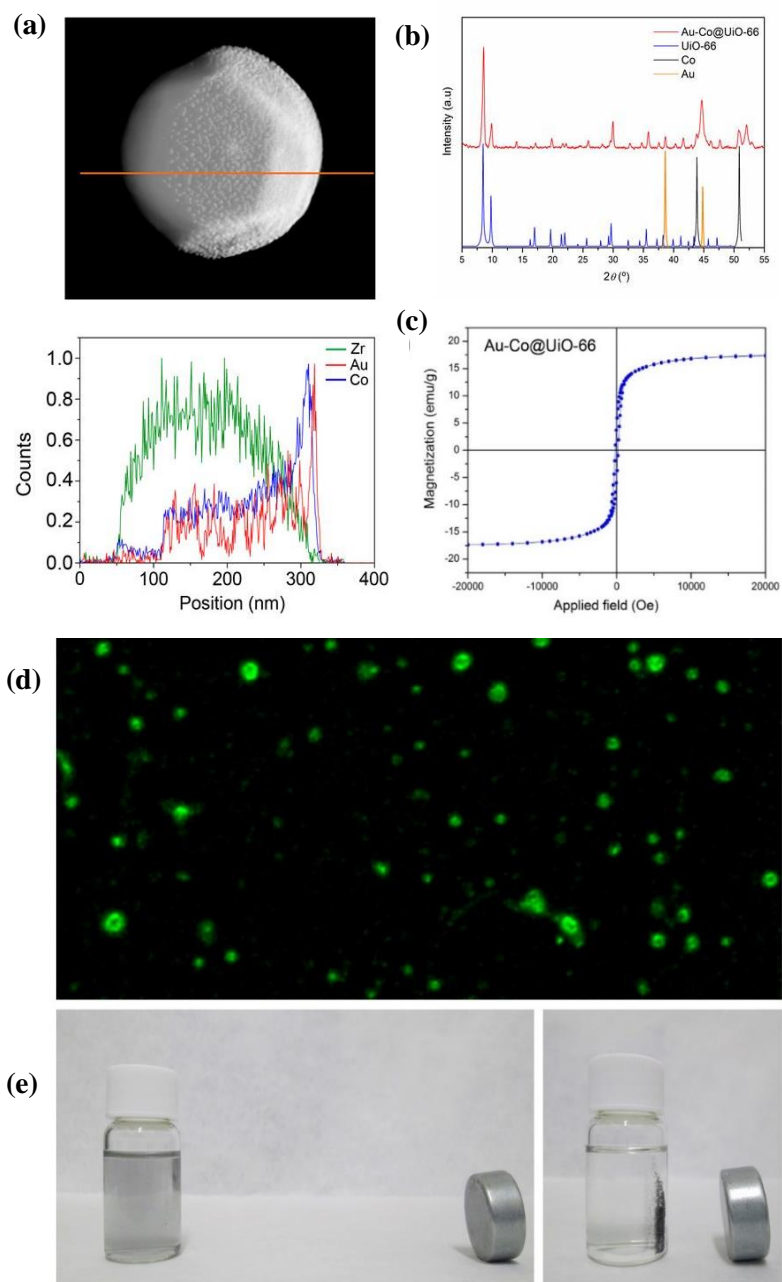 (a)
(b)
Au-Co@UiO-66
UiO-66
Co
Au
Intensity (a.u)
5 10 15 20 25 30 35 40 45 50 55
2θ (º)
Zr
Au
Co
Counts
1.0
0.8
0.6
0.4
0.2
0.0
0 100 200 300 400
Position (nm)
(c)
Au-Co@UiO-66
Magnetization (emu/g)
20
15
10
5
0
-5
-10
-15
-20
-20000 -10000 0 10000 20000
Applied field (Oe)
(d)
(e)